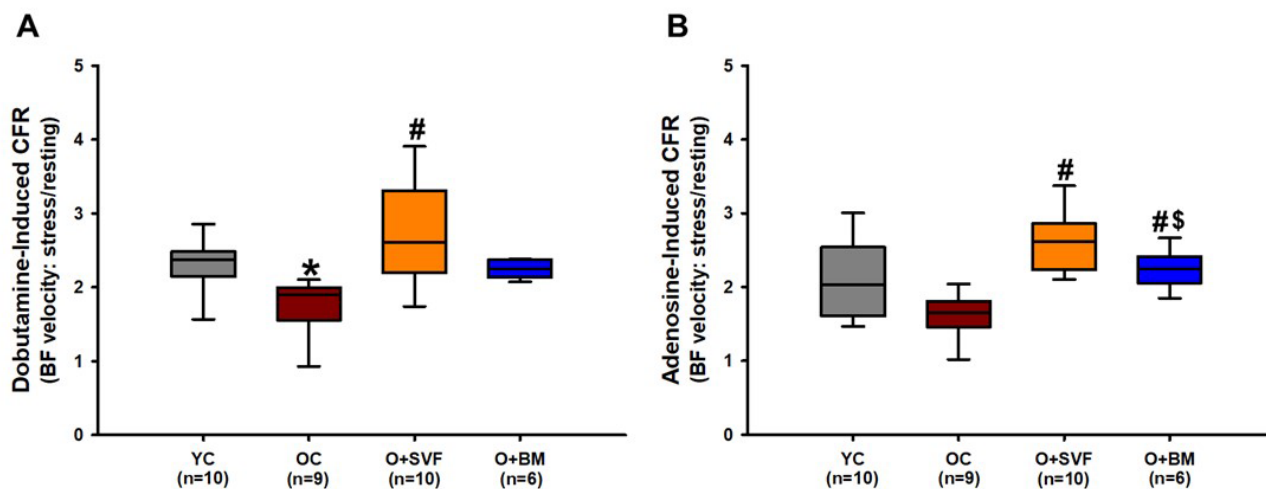 A
Dobutamine-Induced CFR
(BF velocity: stress/resting)
5
4
3
2
1
0
*
#
YC
(n=10)
OC
(n=9)
O+SVF
(n=10)
O+BM
(n=6)
B
Adenosine-Induced CFR
(BF velocity: stress/resting)
5
4
3
2
1
0
#
#$
YC
(n=10)
OC
(n=9)
O+SVF
(n=10)
O+BM
(n=6)